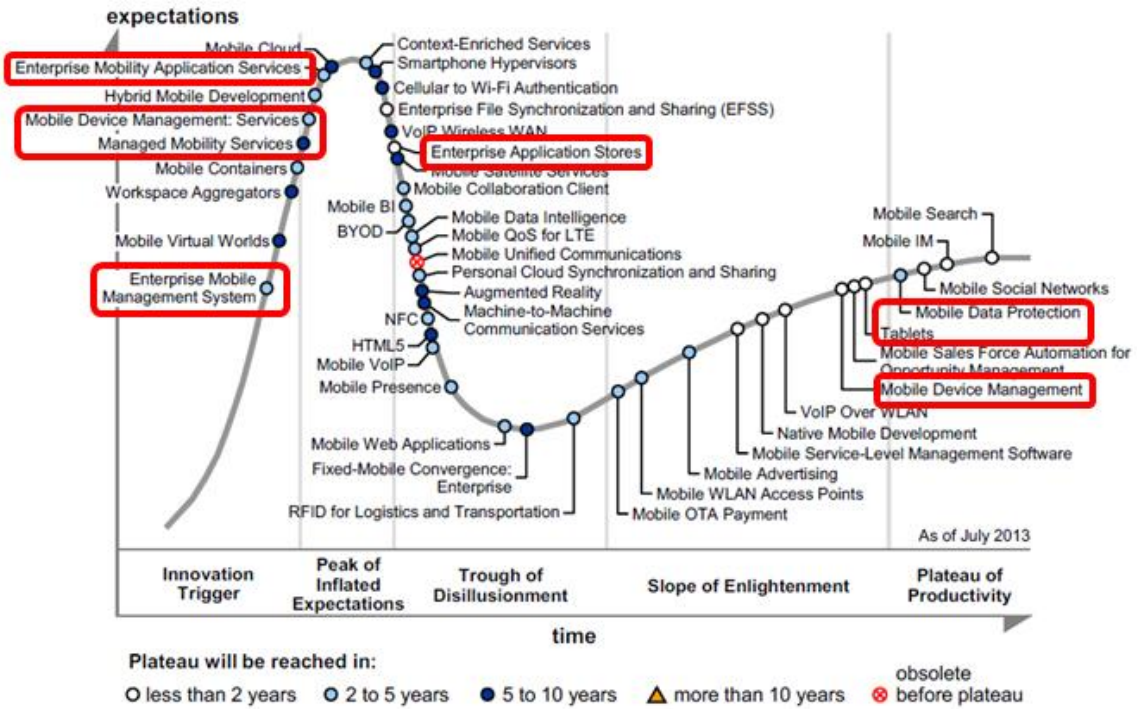 expectations
Mobile Cloud
Enterprise Mobility Application Services
Hybrid Mobile Development
Mobile Device Management: Services
Managed Mobility Services
Mobile Containers
Workspace Aggregators
Mobile Virtual Worlds
Enterprise Mobile
Management System
Context-Enriched Services
Smartphone Hypervisors
Cellular to Wi-Fi Authentication
Enterprise File Synchronization and Sharing (EFSS)
VoIP Wireless WAN
Enterprise Application Stores
Mobile Satellite Services
Mobile Collaboration Client
Mobile BI
BYOD
Mobile Data Intelligence
Mobile QoS for LTE
Mobile Unified Communications
Personal Cloud Synchronization and Sharing
Augmented Reality
Machine-to-Machine
Communication Services
NFC
HTML5
Mobile VoIP
Mobile Presence
Mobile Web Applications
Fixed-Mobile Convergence:
Enterprise
RFID for Logistics and Transportation
Mobile Search
Mobile IM
Mobile Social Networks
Mobile Data Protection
Tablets
Mobile Sales Force Automation for
Opportunity Management
Mobile Device Management
VoIP Over WLAN
Native Mobile Development
Mobile Service-Level Management Software
Mobile Advertising
Mobile WLAN Access Points
Mobile OTA Payment
As of July 2013
Innovation
Trigger
Peak of
Inflated
Expectations
Trough of
Disillusionment
Slope of Enlightenment
Plateau of
Productivity
time
Plateau will be reached in:
less than 2 years
2 to 5 years
5 to 10 years
more than 10 years
obsolete
before plateau